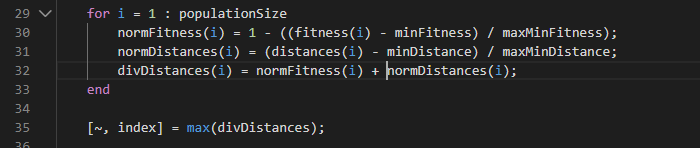 29 for i = 1 : populationSize
30 normFitness(i) = 1 - ((fitness(i) - minFitness) / maxMinFitness);
31 normDistances(i) = (distances(i) - minDistance) / maxMinDistance;
32 divDistances(i) = normFitness(i) + normDistances(i);
33 end
34
35 [~, index] = max(divDistances);
36